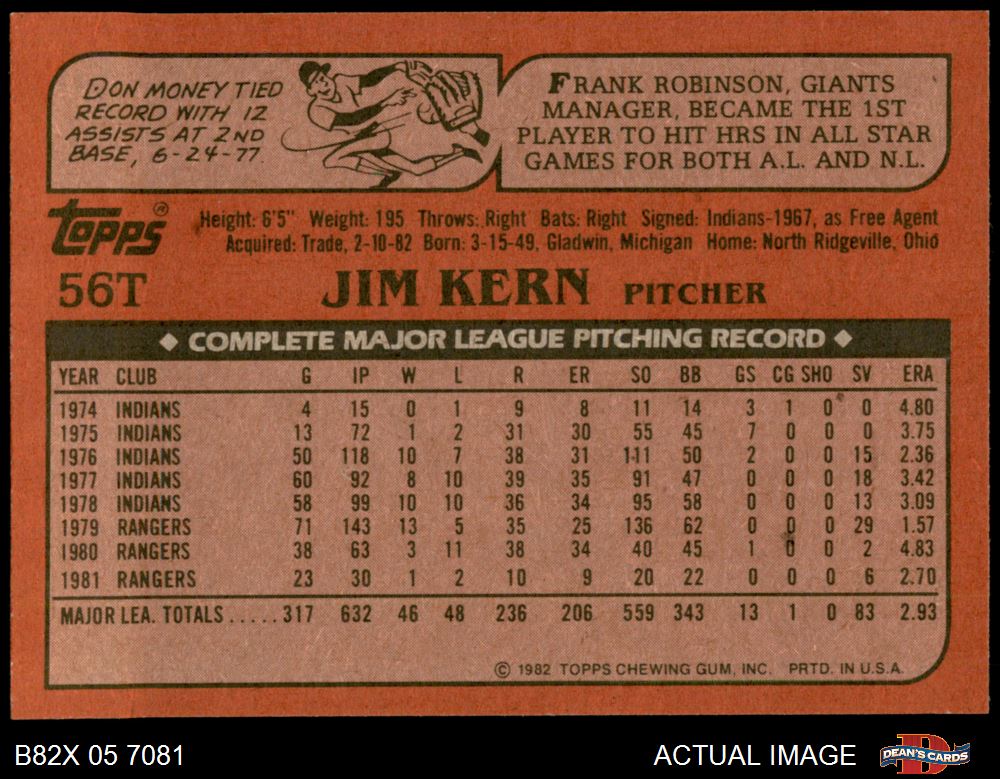 DON MONEY TIED
RECORD WITH 12
ASSISTS AT 2ND
BASE, 6-24-77
FRANK ROBINSON, GIANTS
MANAGER, BECAME THE 1ST
PLAYER TO HIT HRS IN ALL STAR
GAMES FOR BOTH A.L. AND N.L.
TOPPS®
Height: 6'5" Weight: 195 Throws: Right Bats: Right Signed: Indians-1967, as Free Agent
Acquired: Trade, 2-10-82 Born: 3-15-49, Gladwin, Michigan Home: North Ridgeville, Ohio
56T JIM KERN PITCHER
◆ COMPLETE MAJOR LEAGUE PITCHING RECORD ◆
YEAR CLUB G IP W L R ER SO BB GS CG SHO SV ERA
1974 INDIANS 4 15 0 1 9 8 11 14 3 1 0 0 4.80
1975 INDIANS 13 72 1 2 31 30 55 45 7 0 0 0 3.75
1976 INDIANS 50 118 10 7 38 31 111 50 2 0 0 15 2.36
1977 INDIANS 60 92 8 10 39 35 91 47 0 0 0 18 3.42
1978 INDIANS 58 99 10 10 36 34 95 58 0 0 0 13 3.09
1979 RANGERS 71 143 13 5 35 25 136 62 0 0 0 29 1.57
1980 RANGERS 38 63 3 11 38 34 40 45 1 0 0 2 4.83
1981 RANGERS 23 30 1 2 10 9 20 22 0 0 0 6 2.70
MAJOR LEA. TOTALS.....317 632 46 48 236 206 559 343 13 1 0 83 2.93
© 1982 TOPPS CHEWING GUM, INC. PRTD. IN U.S.A.
B82X 05 7081
ACTUAL IMAGE
D
DEAN'S CARDS